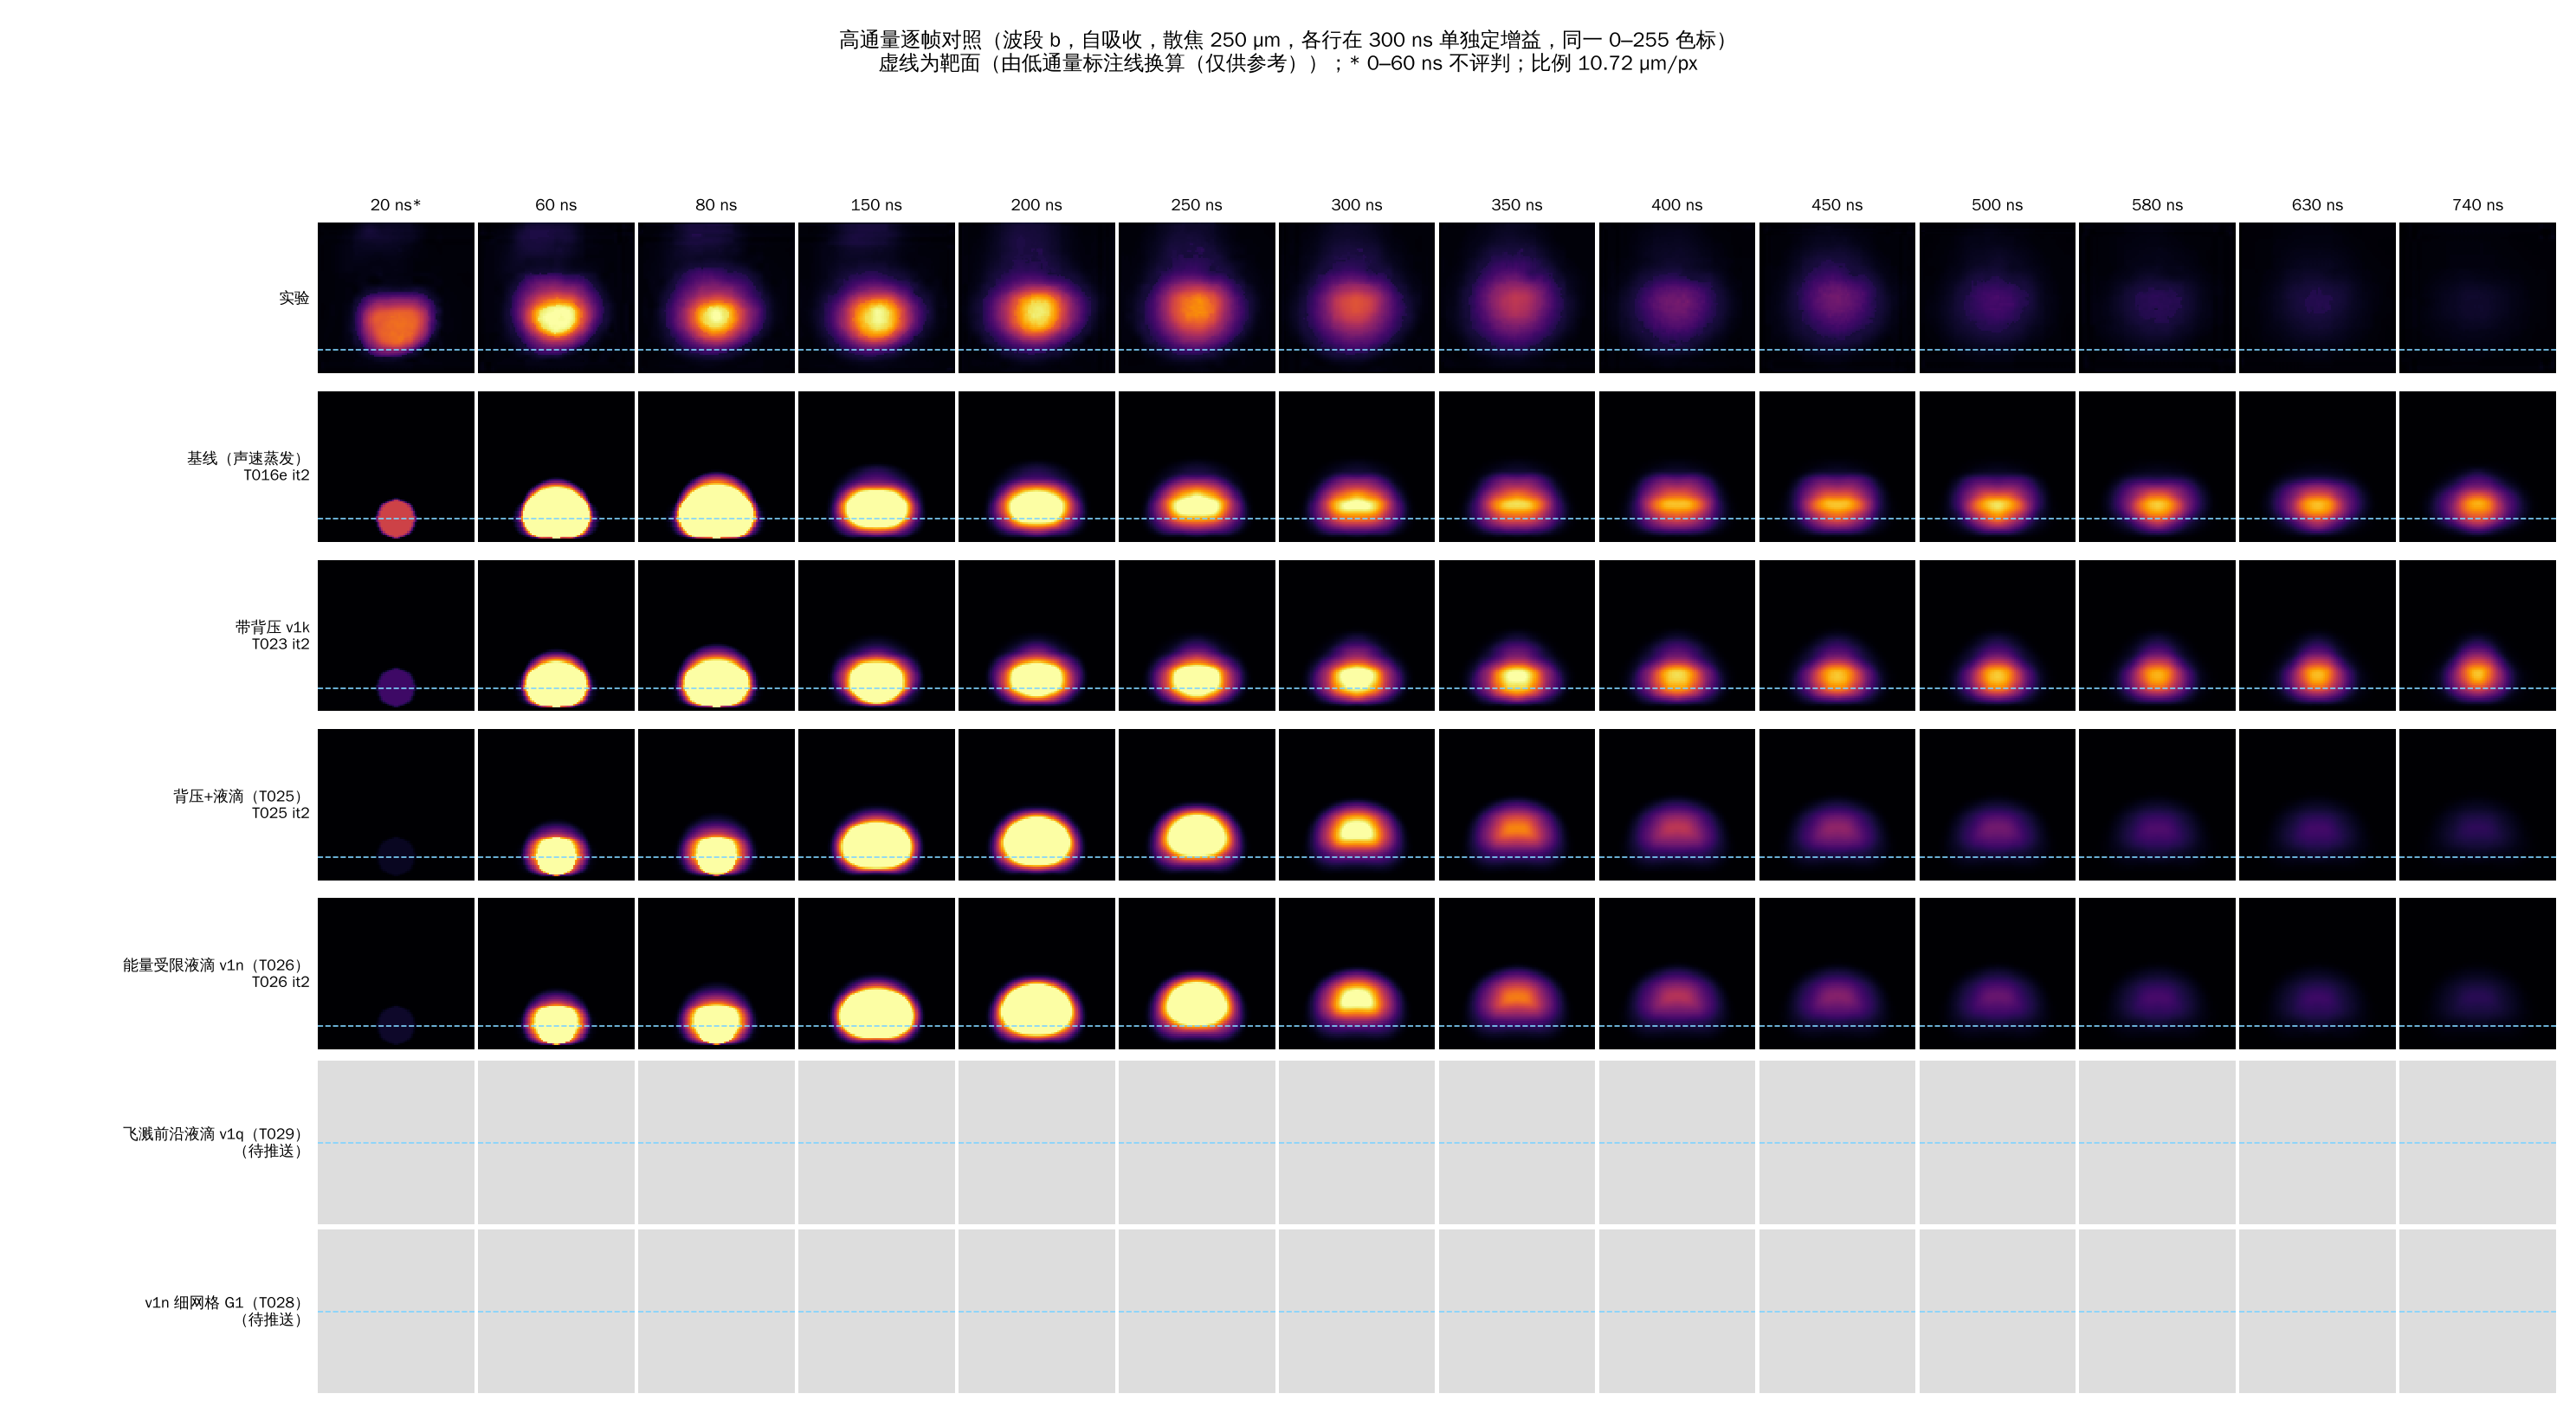 高通量逐帧对照（波段 b，自吸收，散焦 250 μm，各行在 300 ns 单独定增益，同一 0–255 色标）
虚线为靶面（由低通量标注线换算（仅供参考））；* 0–60 ns 不评判；比例 10.72 μm/px
20 ns* 60 ns 80 ns 150 ns 200 ns 250 ns 300 ns 350 ns 400 ns 450 ns 500 ns 580 ns 630 ns 740 ns
实验
基线（声速蒸发）
T016e it2
带背压 v1k
T023 it2
背压+液滴（T025）
T025 it2
能量受限液滴 v1n（T026）
T026 it2
飞溅前沿液滴 v1q（T029）
（待推送）
v1n 细网格 G1（T028）
（待推送）